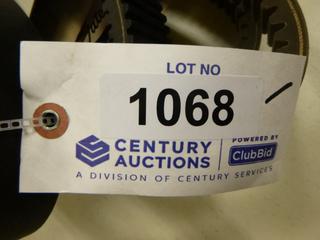 LOT NO
1068
CENTURY
AUCTIONS
POWERED BY
ClubBid
A DIVISION OF CENTURY SERVICES